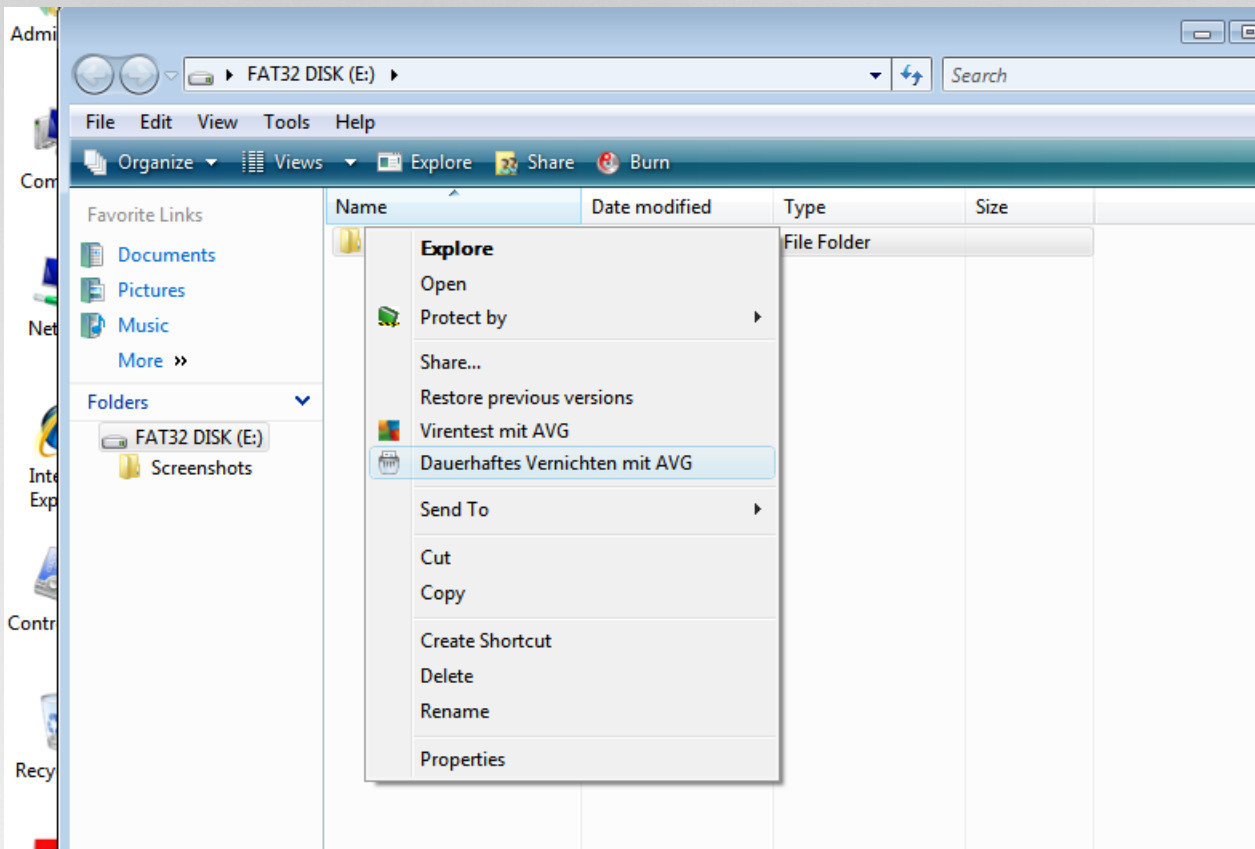 Admi
FAT32 DISK (E:)
Search
File Edit View Tools Help
Organize Views Explore Share Burn
Com
Favorite Links
Name Date modified Type Size
File Folder
Documents
Pictures
Music
More »
Net
Folders
FAT32 DISK (E:)
Screenshots
Inte
Exp
Contr
Recy
Explore
Open
Protect by
Share...
Restore previous versions
Virentest mit AVG
Dauerhaftes Vernichten mit AVG
Send To
Cut
Copy
Create Shortcut
Delete
Rename
Properties